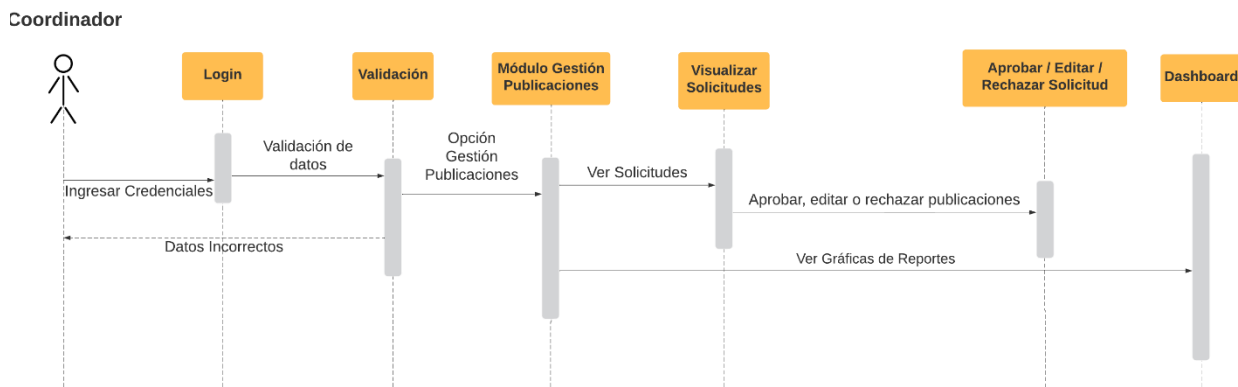 Coordinador
Login
Validación
Módulo Gestión
Publicaciones
Visualizar
Solicitudes
Aprobar / Editar /
Rechazar Solicitud
Dashboard
Validación de
datos
Opción
Gestión
Publicaciones
Ingresar Credenciales
Ver Solicitudes
Aprobar, editar o rechazar publicaciones
Datos Incorrectos
Ver Gráficas de Reportes